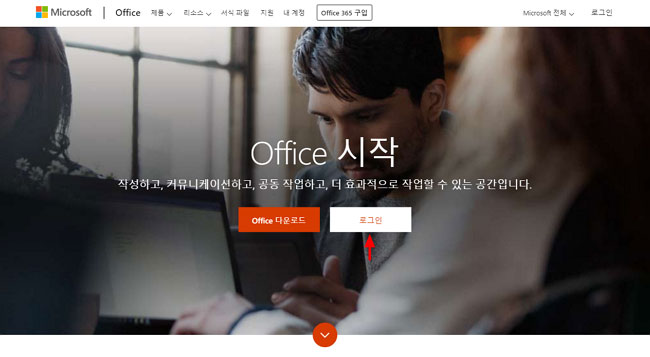 Microsoft Office 제품 리소스 서식 파일 지원 내 계정 Office 365 구입 Microsoft 전체 로그인
Office 시작
작성하고, 커뮤니케이션하고, 공동 작업하고, 더 효과적으로 작업할 수 있는 공간입니다.
Office 다운로드 로그인